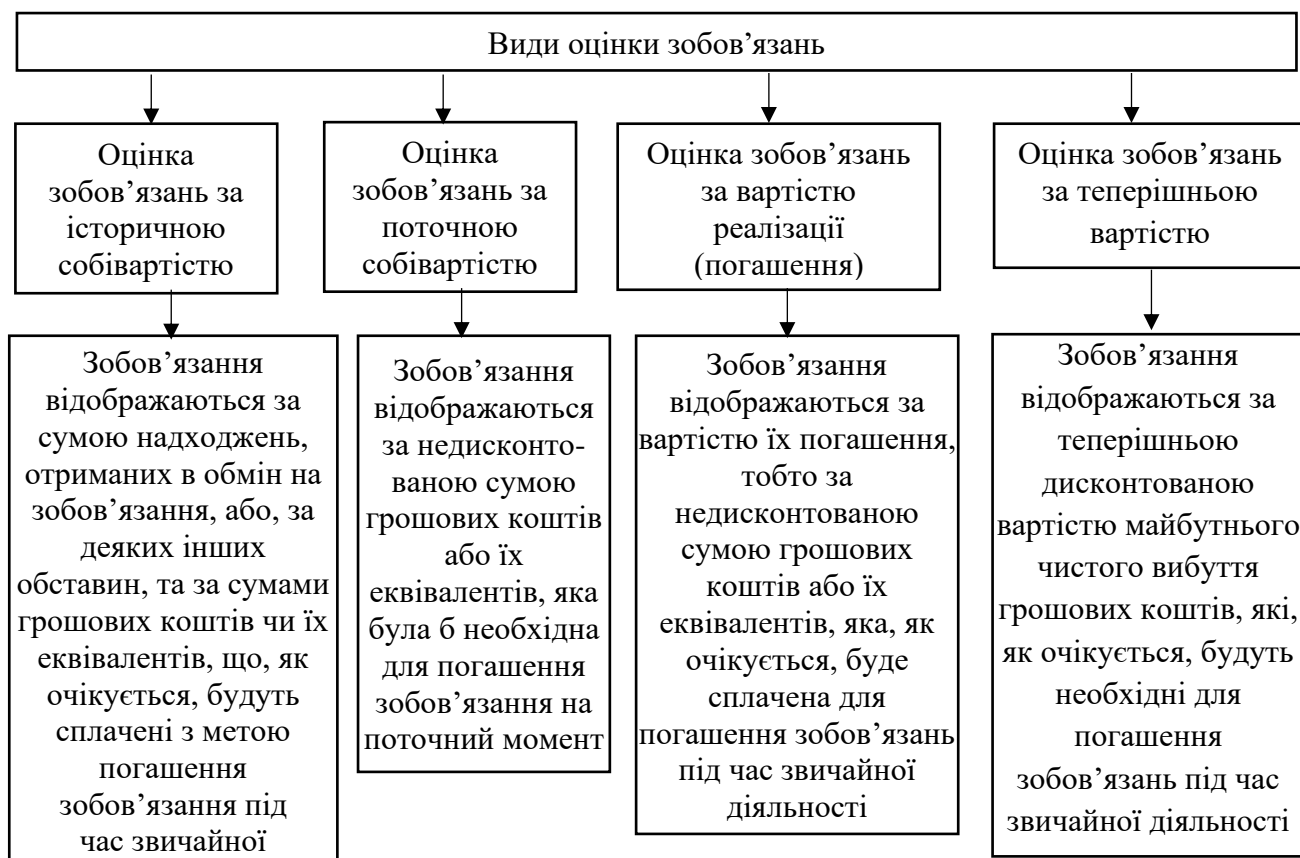 Види оцінки зобов’язань
Оцінка
зобов’язань за
історичною
собівартістю
Оцінка
зобов’язань за
поточною
собівартістю
Оцінка зобов’язань
за вартістю
реалізації
(погашення)
Оцінка зобов’язань
за теперішньою
вартістю
Зобов’язання
відображаються за
сумою надходжень,
отриманих в обмін на
зобов’язання, або, за
деяких інших
обставин, та за сумами
грошових коштів чи їх
еквівалентів, що, як
очікується, будуть
сплачені з метою
погашення
зобов’язання під
час звичайної
Зобов’язання
відображаються
за недисконто-
ваною сумою
грошових коштів
або їх
еквівалентів, яка
була б необхідна
для погашення
зобов’язання на
поточний момент
Зобов’язання
відображаються за
вартістю їх погашення,
тобто за
недисконтованою
сумою грошових
коштів або їх
еквівалентів, яка, як
очікується, буде
сплачена для
погашення зобов’язань
під час звичайної
діяльності
Зобов’язання
відображаються за
теперішньою
дисконтованою
вартістю майбутнього
чистого вибуття
грошових коштів, які,
як очікується, будуть
необхідні для
погашення
зобов’язань під час
звичайної діяльності